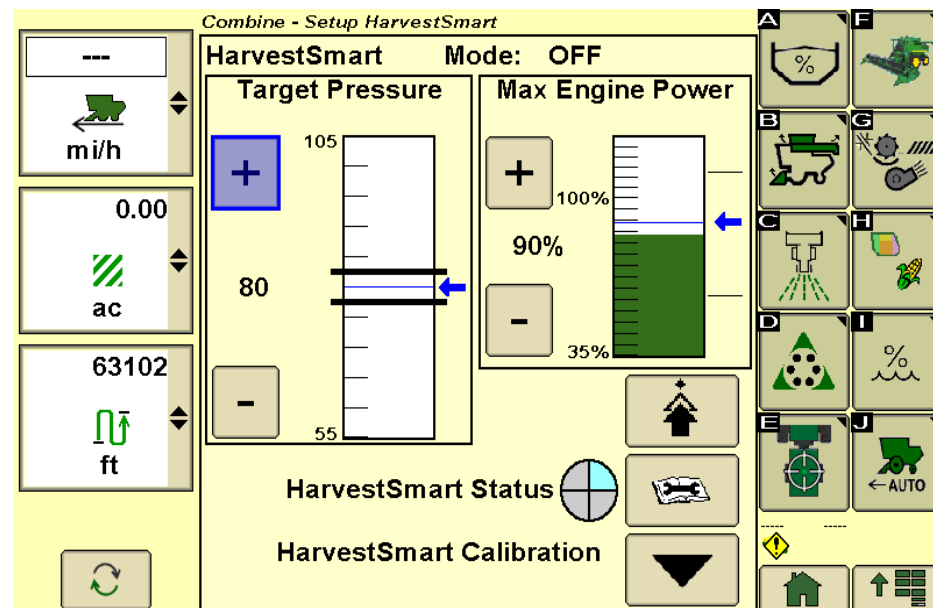 Combine - Setup HarvestSmart
---
mi/h
0.00
ac
63102
ft
HarvestSmart Mode: OFF
Target Pressure
+
105
80
-
55
Max Engine Power
+
100%
90%
-
35%
HarvestSmart Status
HarvestSmart Calibration
A
%
F
B
G
C
H
D
I
%
E
J
←AUTO
----- -----